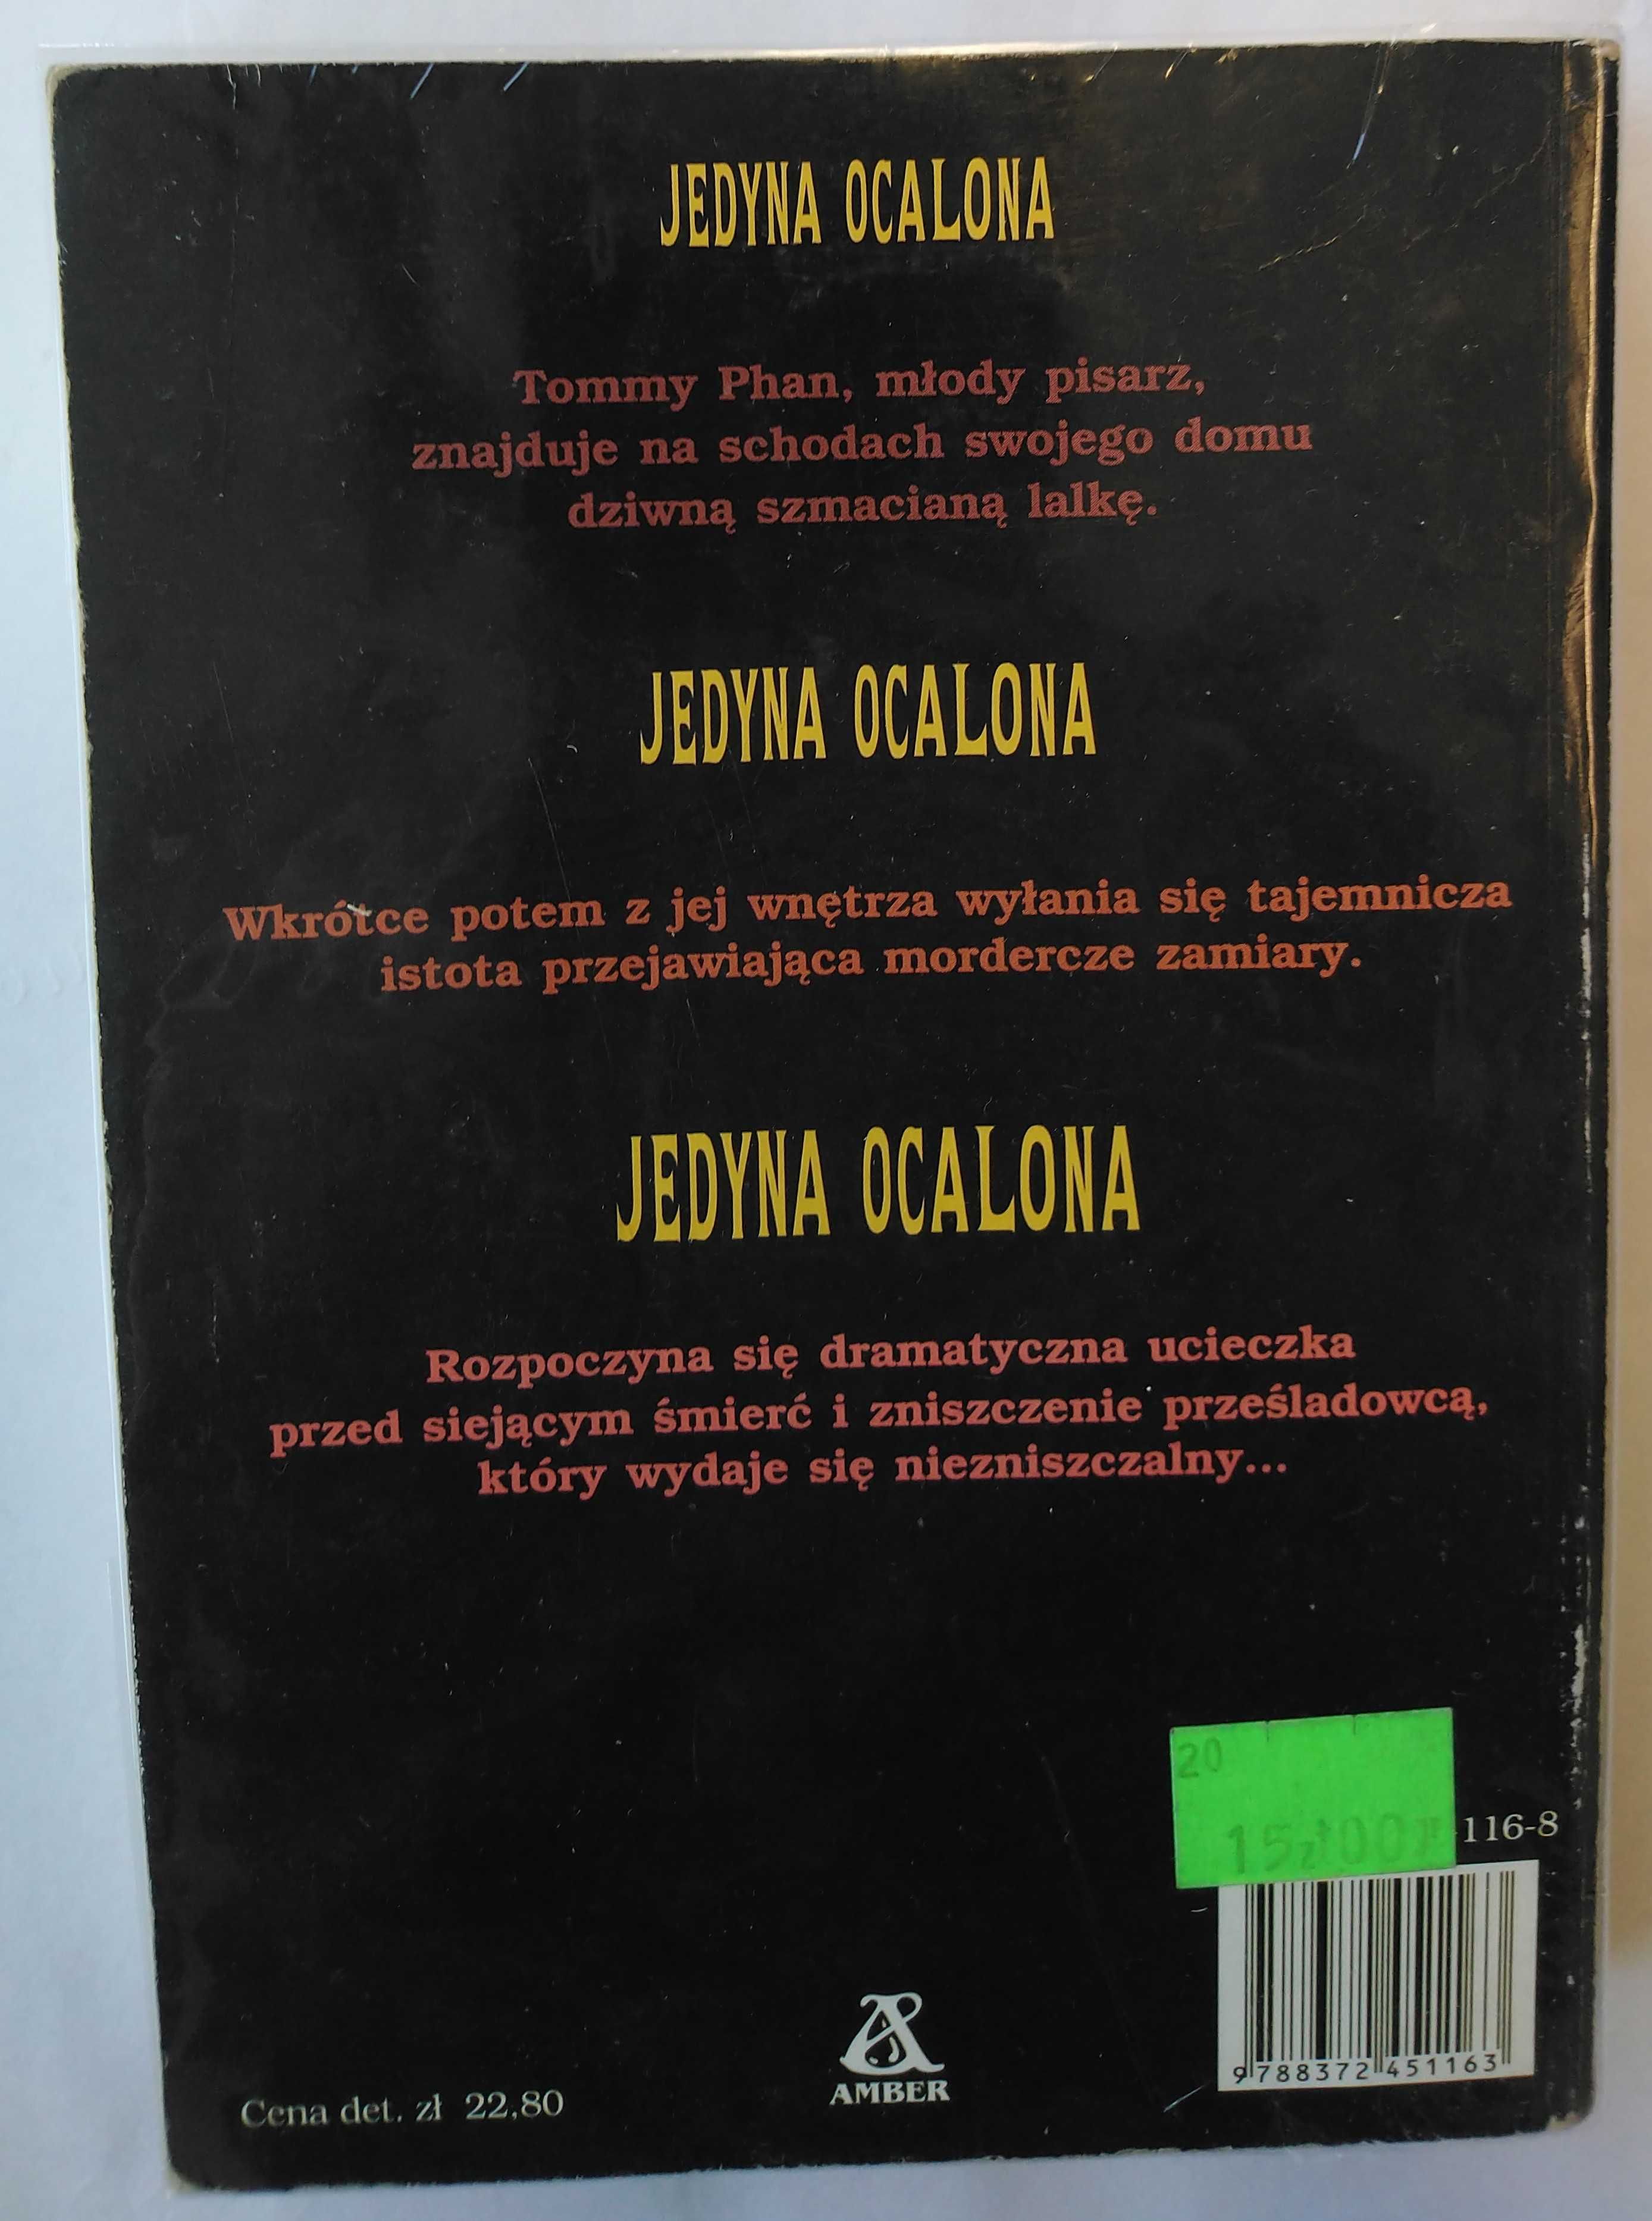 JEDYNA OCALONA
Tommy Phan, młody pisarz,
znajduje na schodach swojego domu
dziwną szmacianą lalkę.
JEDYNA OCALONA
Wkrótce potem z jej wnętrza wyłania się tajemnicza
istota przejawiająca mordercze zamiary.
JEDYNA OCALONA
Rozpoczyna się dramatyczna ucieczka
przed siejącym śmierć i zniszczenie prześladowcą,
który wydaje się niezniszczalny...
20
15zł00
116-8
9788372451163
AMBER
Cena det. zł 22,80